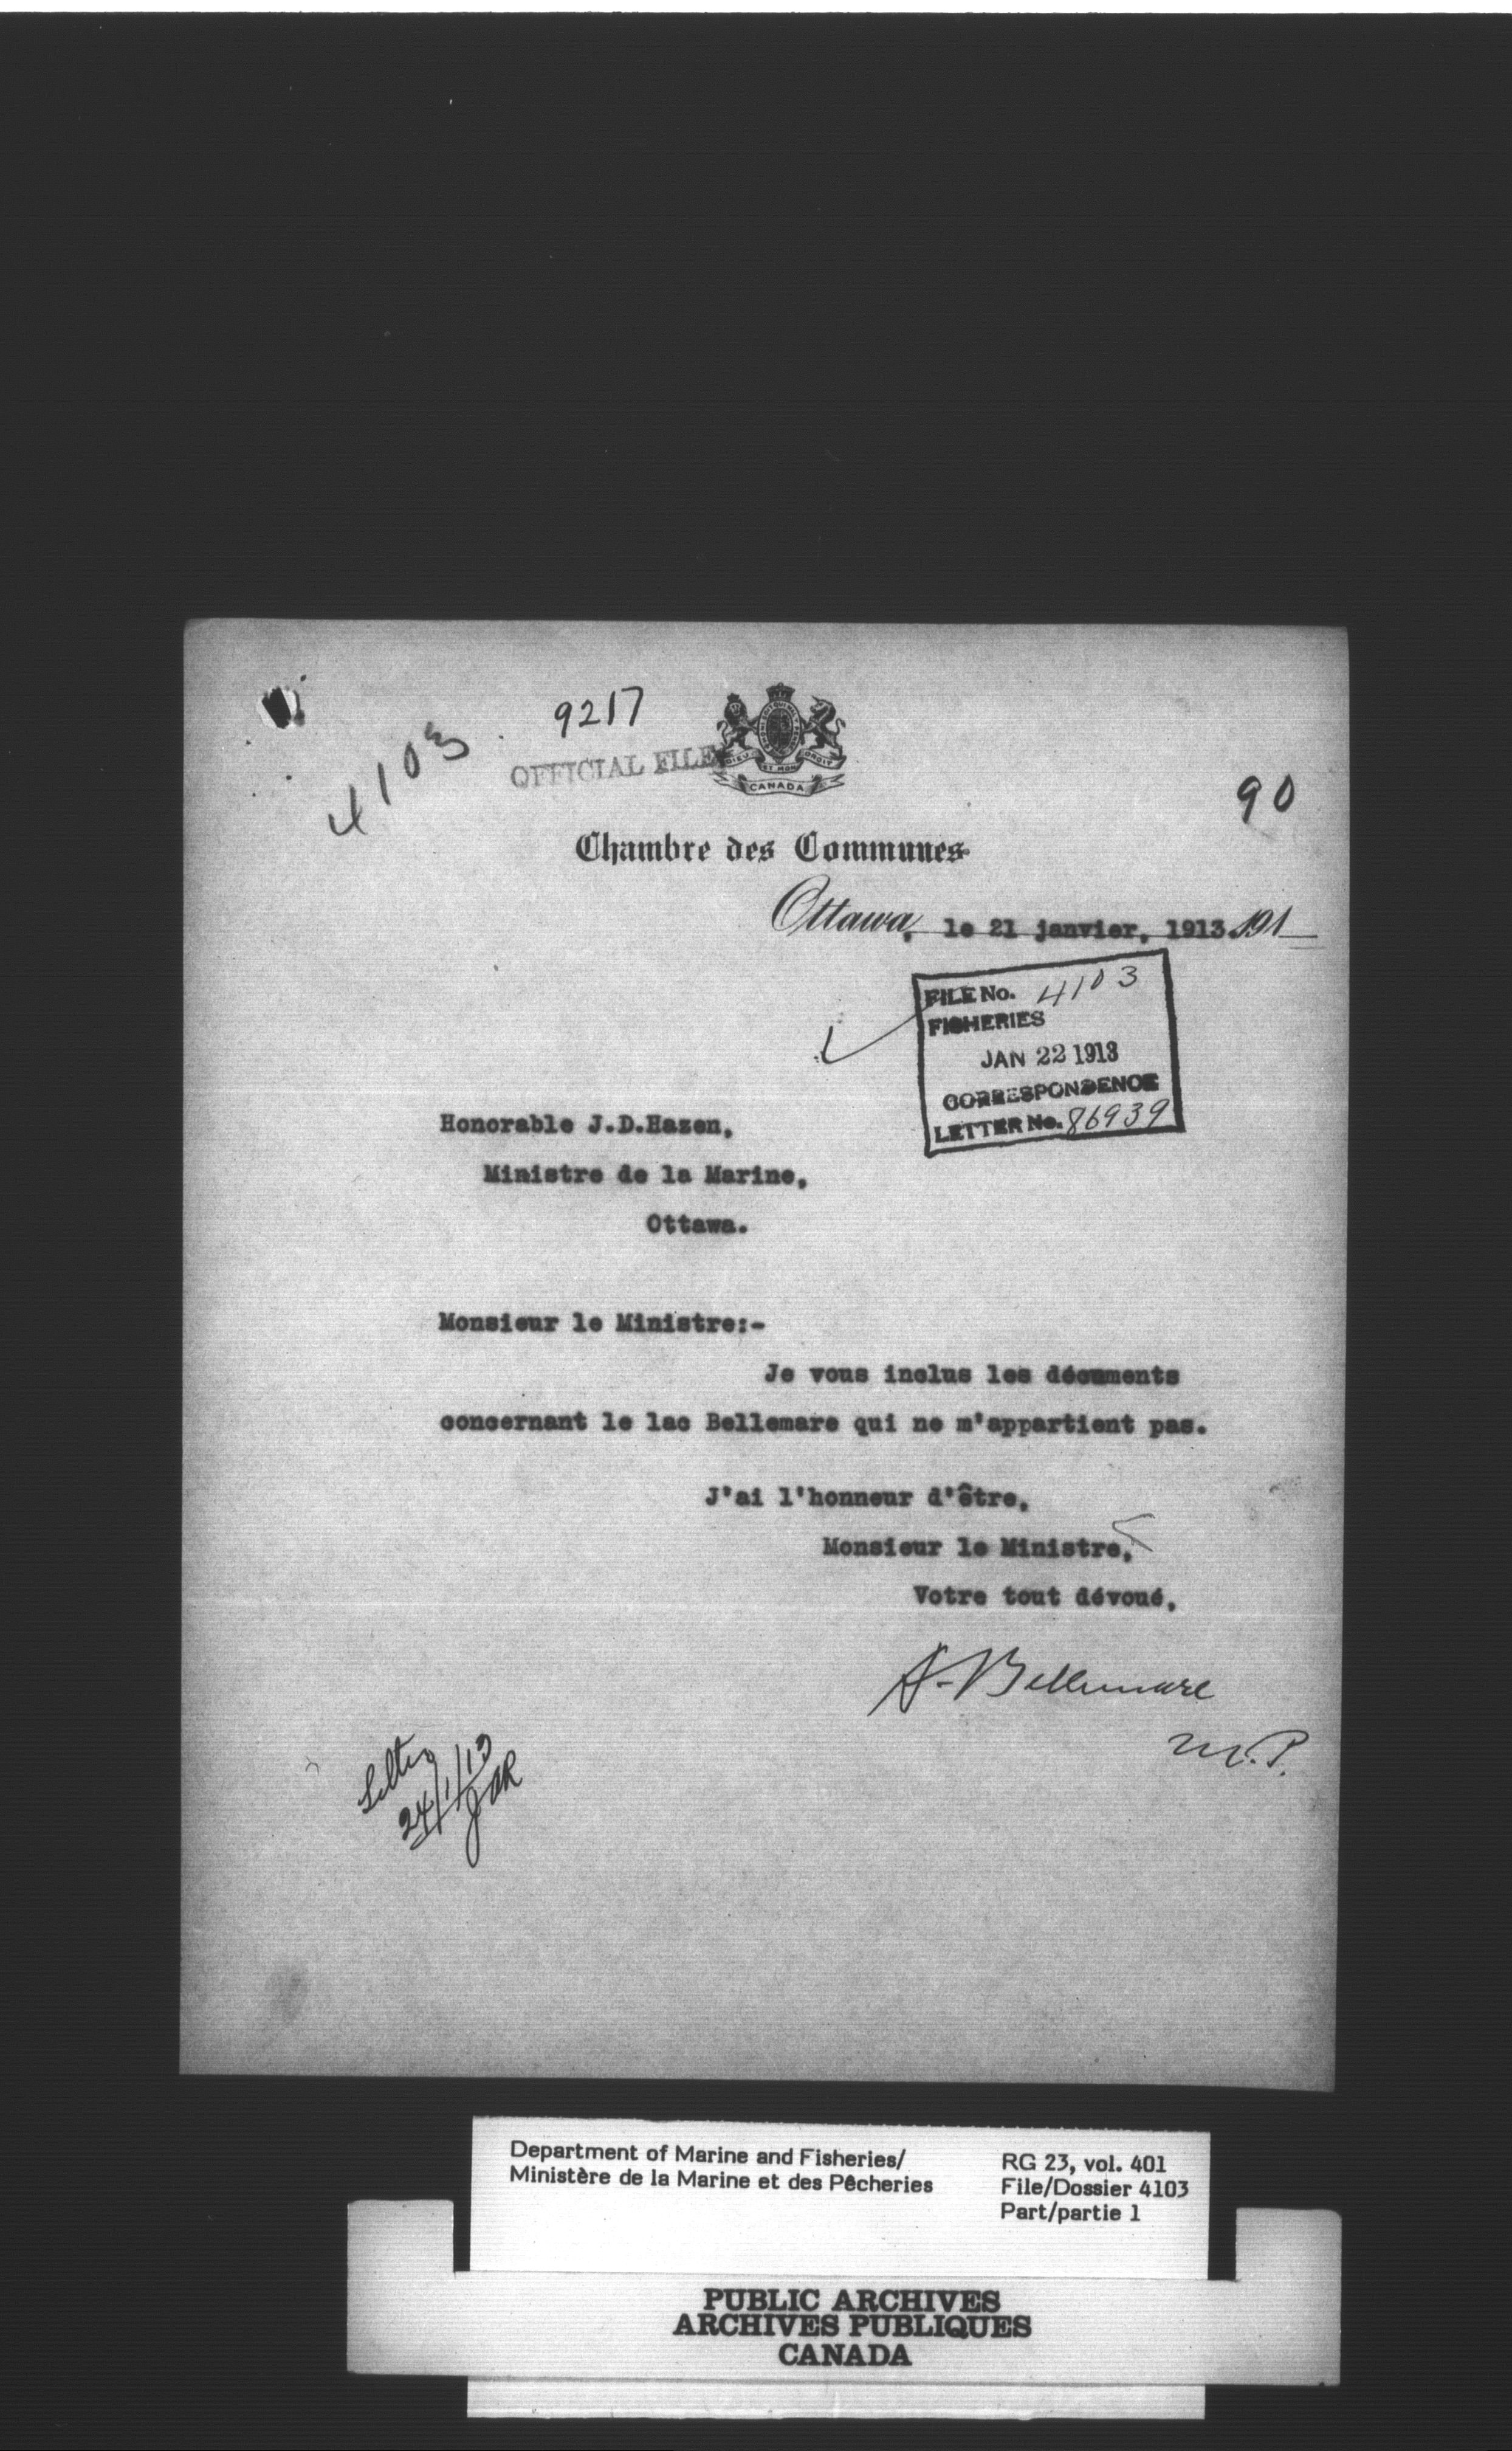 9217
4103
OFFICIAL FILE
DIEU ET MON DROIT
CANADA
90
Chambre des Communes
Ottawa, le 21 janvier, 1913. 191
FILE No. 4103
FISHERIES
JAN 22 1913
CORRESPONDENCE
LETTER No. 86939
Honorable J.D.Hazen,
Ministre de la Marine,
Ottawa.
Monsieur le Ministre:-
Je vous inclus les documents
concernant le lac Bellemare qui ne m'appartient pas.
J'ai l'honneur d'être,
Monsieur le Ministre,
Votre tout dévoué,
A. Bellemare
M.P.
24/1/13
Department of Marine and Fisheries/
Ministère de la Marine et des Pêcheries
RG 23, vol. 401
File/Dossier 4103
Part/partie 1
PUBLIC ARCHIVES
ARCHIVES PUBLIQUES
CANADA